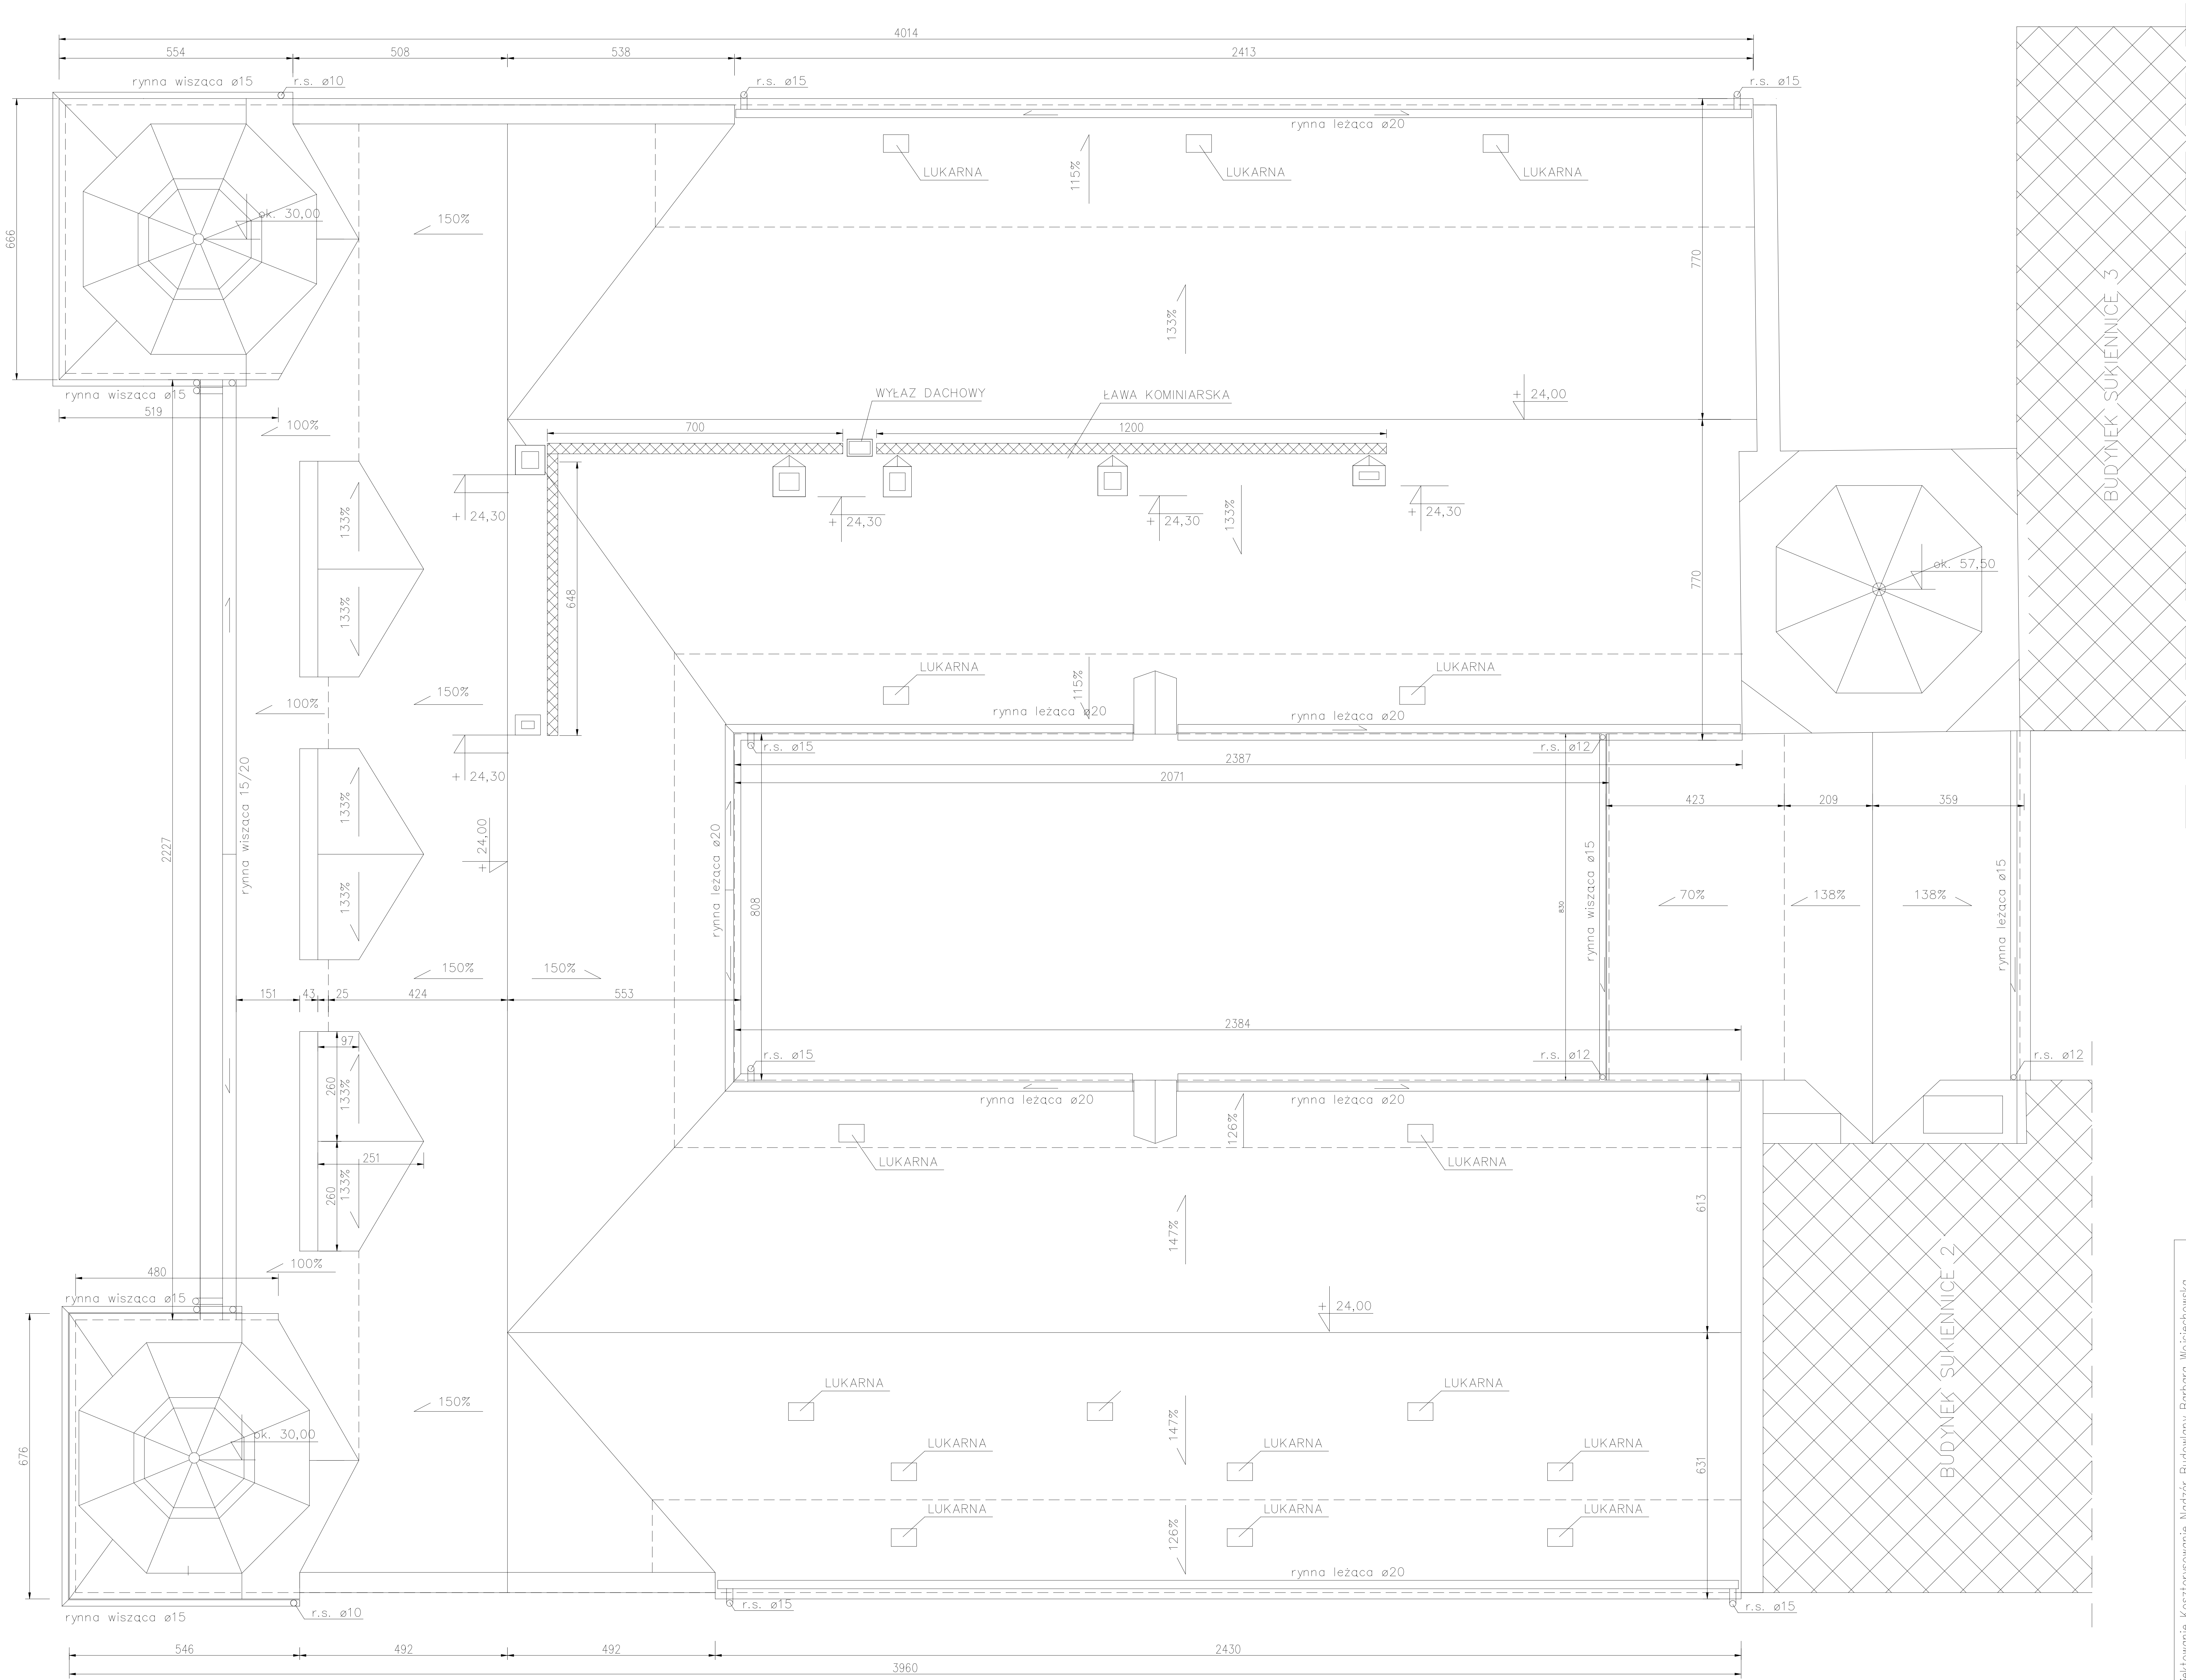 4014
554
508
538
2413
rynna wisząca ø15
r.s. ø10
r.s. ø15
r.s. ø15
rynna leżąca ø20
LUKARNA
LUKARNA
LUKARNA
115%
ok. 30,00
150%
666
770
133%
BUDYNEK SUKIENNICE 3
rynna wisząca ø15
519
100%
WYŁAZ DACHOWY
ŁAWA KOMINIARSKA
+ 24,00
700
1200
133%
+ 24,30
+ 24,30
+ 24,30
+ 24,30
133%
770
ok. 57,50
648
133%
LUKARNA
LUKARNA
115%
100%
150%
rynna leżąca ø20
rynna leżąca ø20
r.s. ø15
r.s. ø12
+ 24,30
2387
2071
423
209
359
133%
rynna wisząca 15/20
2227
+ 24,00
rynna leżąca ø20
808
830
rynna wisząca ø15
70%
138%
138%
rynna leżąca ø15
133%
150%
150%
151
43
25
424
553
2384
97
260
133%
r.s. ø15
r.s. ø12
r.s. ø12
rynna leżąca ø20
rynna leżąca ø20
126%
251
260
133%
LUKARNA
LUKARNA
613
147%
100%
480
rynna wisząca ø15
+ 24,00
BUDYNEK SUKIENNICE 2
LUKARNA
LUKARNA
150%
147%
ok. 30,00
LUKARNA
LUKARNA
LUKARNA
676
631
LUKARNA
LUKARNA
LUKARNA
126%
rynna leżąca ø20
rynna wisząca ø15
r.s. ø10
r.s. ø15
r.s. ø15
546
492
492
2430
3960
Kosztorysowanie Nadzór Budowlany Barbara Wojciechowska